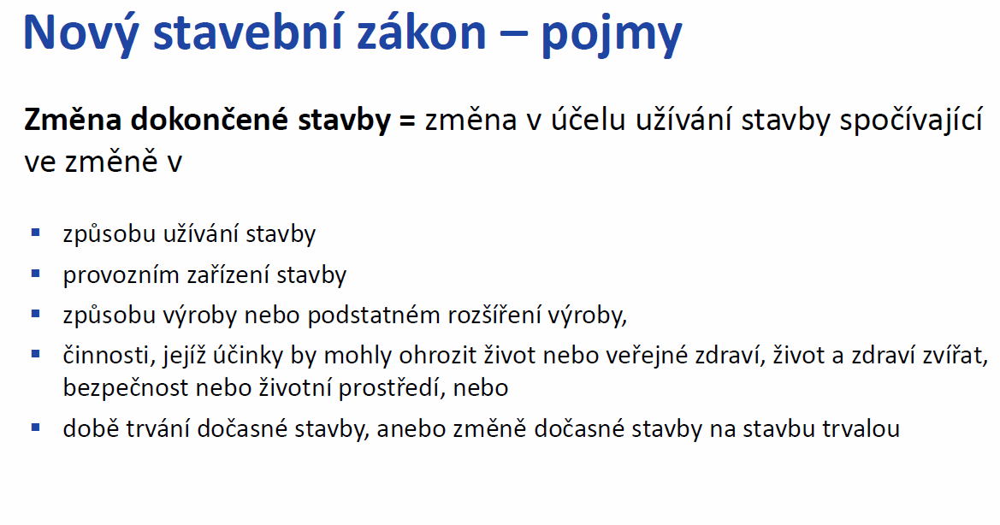 Nový stavební zákon – pojmy
Změna dokončené stavby = změna v účelu užívání stavby spočívající
ve změně v
▪ způsobu užívání stavby
▪ provozním zařízení stavby
▪ způsobu výroby nebo podstatném rozšíření výroby,
▪ činnosti, jejíž účinky by mohly ohrozit život nebo veřejné zdraví, život a zdraví zvířat,
bezpečnost nebo životní prostředí, nebo
▪ době trvání dočasné stavby, anebo změně dočasné stavby na stavbu trvalou